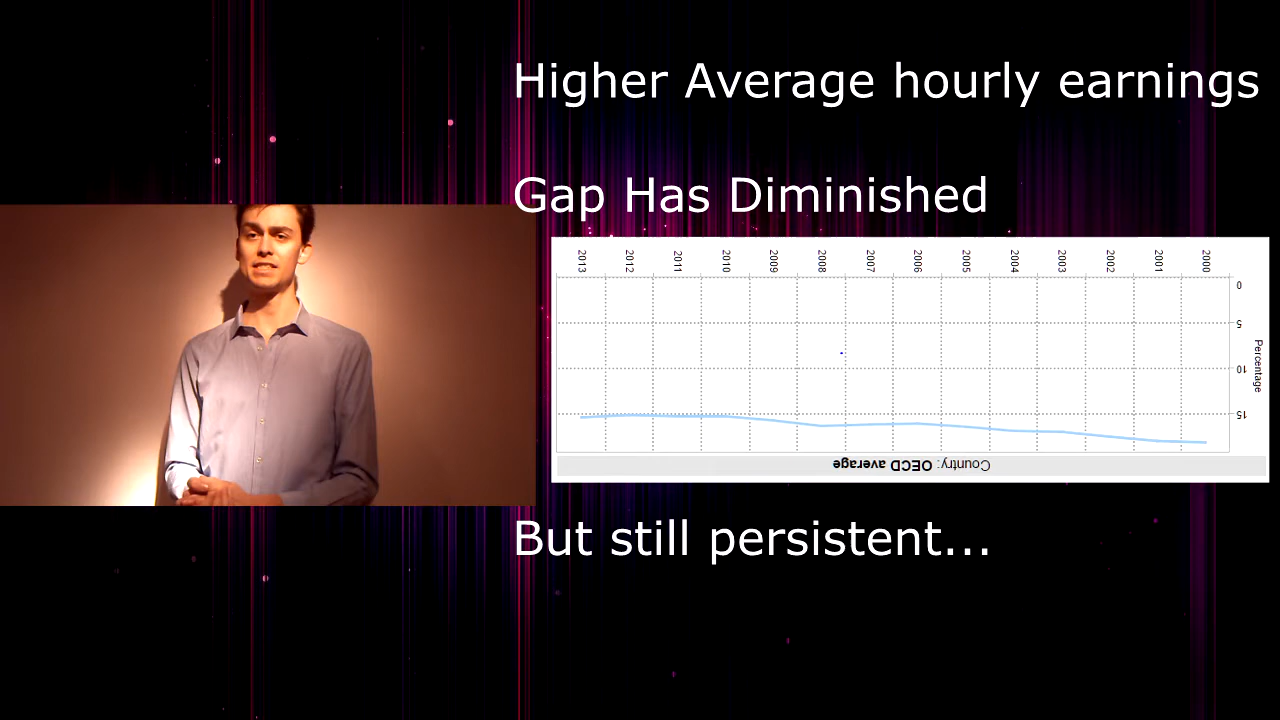 Higher Average hourly earnings
Gap Has Diminished
2013 2012 2011 2010 2009 2008 2007 2006 2005 2004 2003 2002 2001 2000
0
5
Percentage
10
15
Country: OECD average
But still persistent...